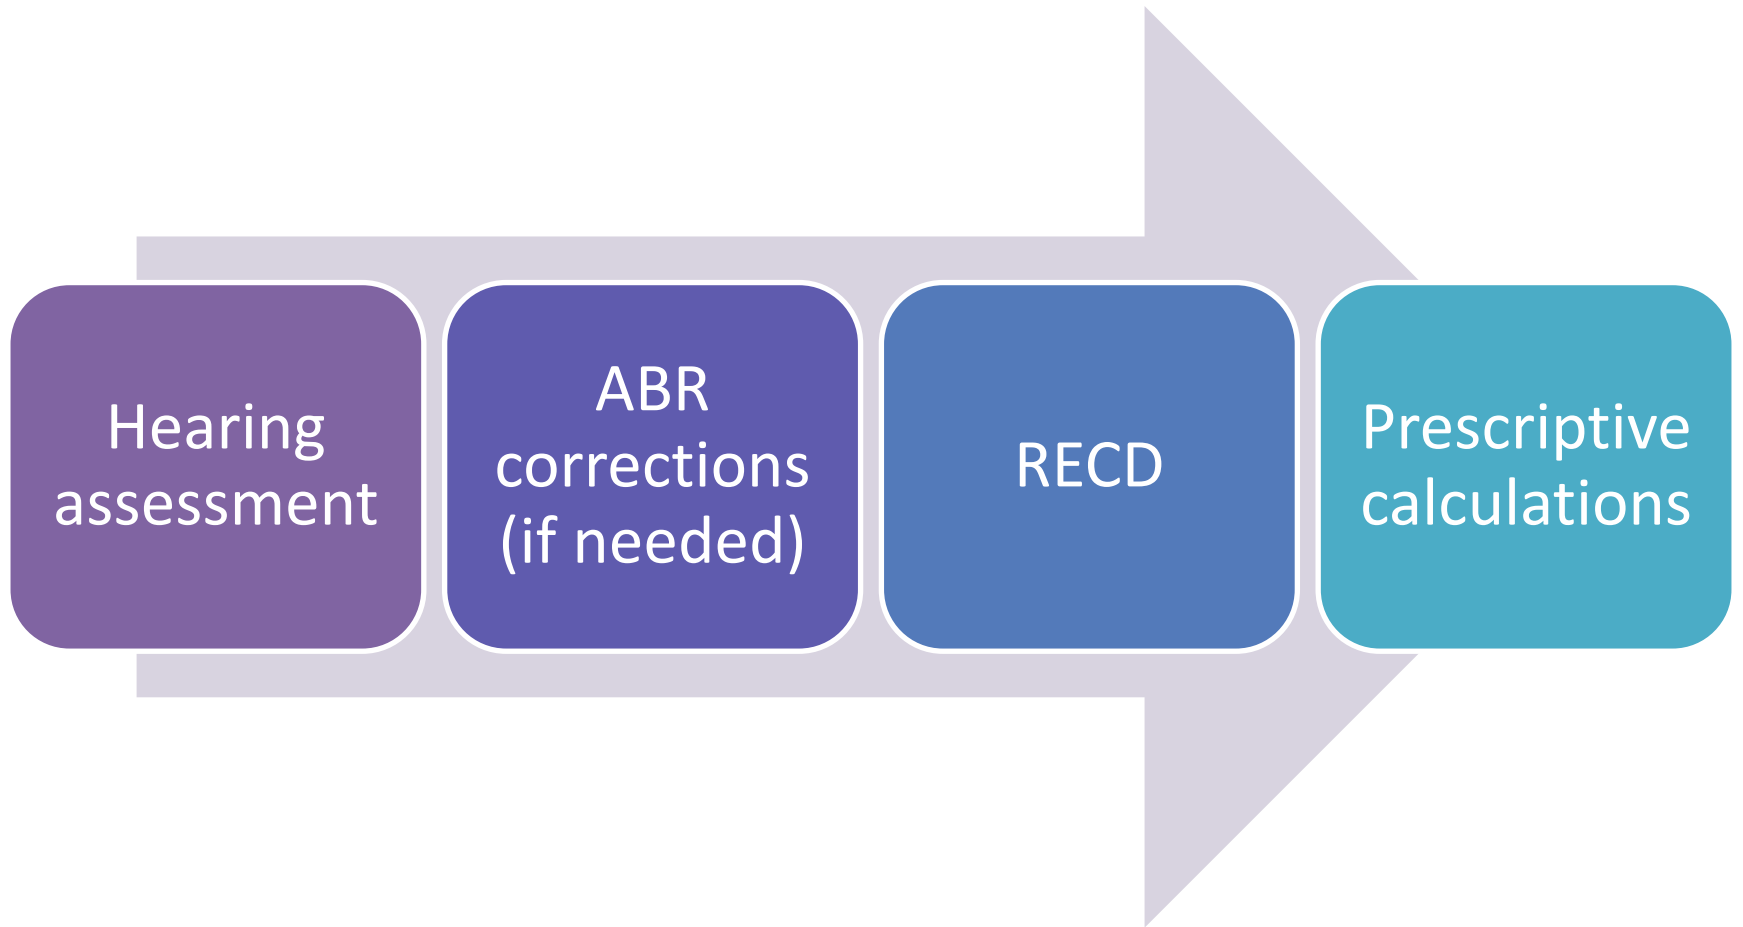 Hearing
assessment
ABR
corrections
(if needed)
RECD
Prescriptive
calculations